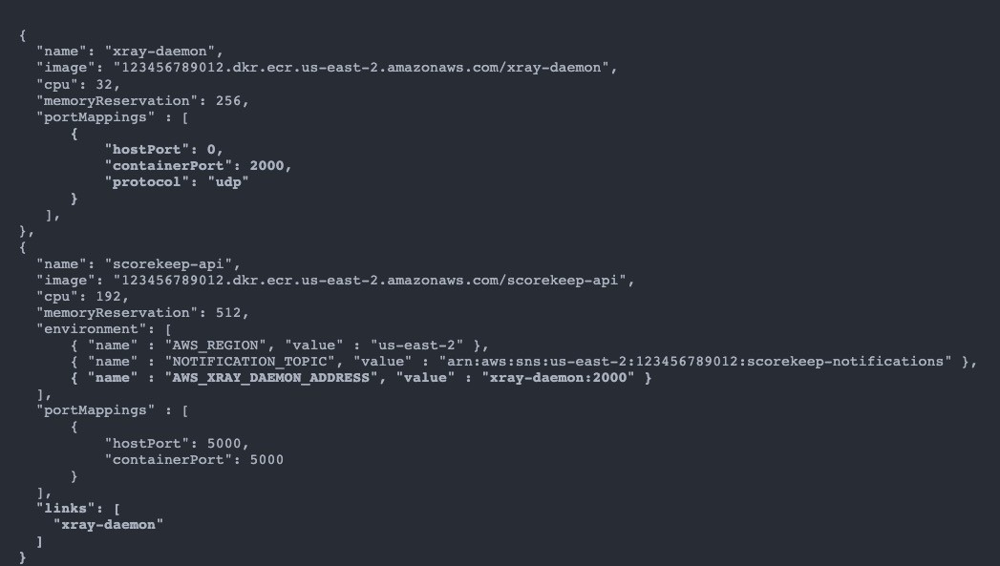 {
  "name": "xray-daemon",
  "image": "123456789012.dkr.ecr.us-east-2.amazonaws.com/xray-daemon",
  "cpu": 32,
  "memoryReservation": 256,
  "portMappings" : [
      {
          "hostPort": 0,
          "containerPort": 2000,
          "protocol": "udp"
      }
   ],
},
{
  "name": "scorekeep-api",
  "image": "123456789012.dkr.ecr.us-east-2.amazonaws.com/scorekeep-api",
  "cpu": 192,
  "memoryReservation": 512,
  "environment": [
      { "name" : "AWS_REGION", "value" : "us-east-2" },
      { "name" : "NOTIFICATION_TOPIC", "value" : "arn:aws:sns:us-east-2:123456789012:scorekeep-notifications" },
      { "name" : "AWS_XRAY_DAEMON_ADDRESS", "value" : "xray-daemon:2000" }
  ],
  "portMappings" : [
      {
          "hostPort": 5000,
          "containerPort": 5000
      }
  ],
  "links": [
    "xray-daemon"
  ]
}